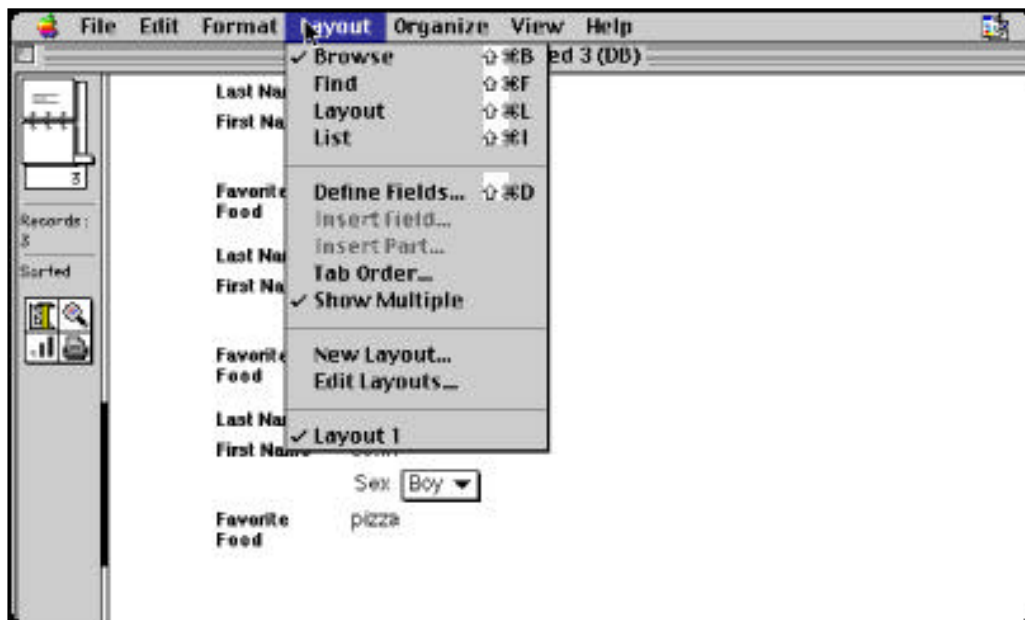 File Edit Format Layout Organize View Help
ed 3 (DB)
✓ Browse ⇧⌘B
Find ⇧⌘F
Layout ⇧⌘L
List ⇧⌘I
Define Fields... ⇧⌘D
Insert Field...
Insert Part...
Tab Order...
✓ Show Multiple
New Layout...
Edit Layouts...
✓ Layout 1
3
Records:
3
Sorted
Last Na
First Na
Favorite
Food
Last Na
First Na
Favorite
Food
Last Na
First Name
Sex Boy
Favorite pizza
Food